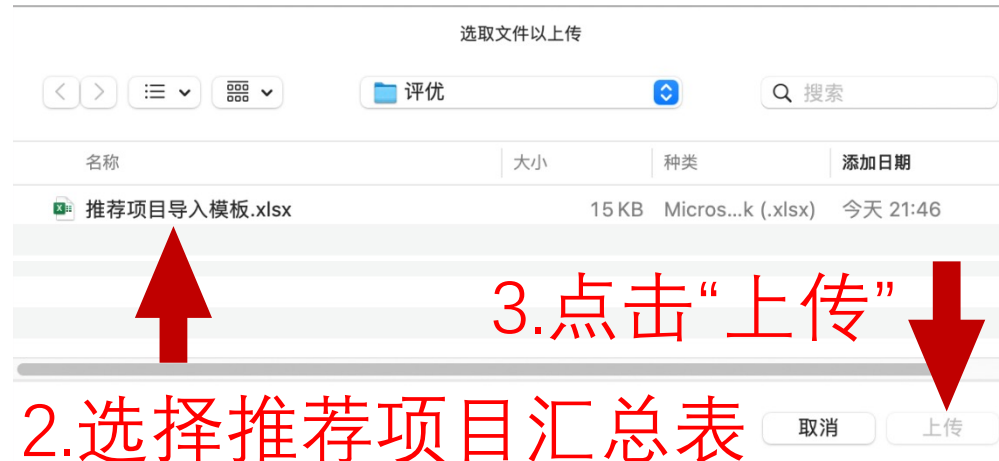 选取文件以上传
评优
搜索
名称 大小 种类 添加日期
推荐项目导入模板.xlsx 15 KB Micros...k (.xlsx) 今天 21:46
3.点击“上传”
2.选择推荐项目汇总表
取消 上传